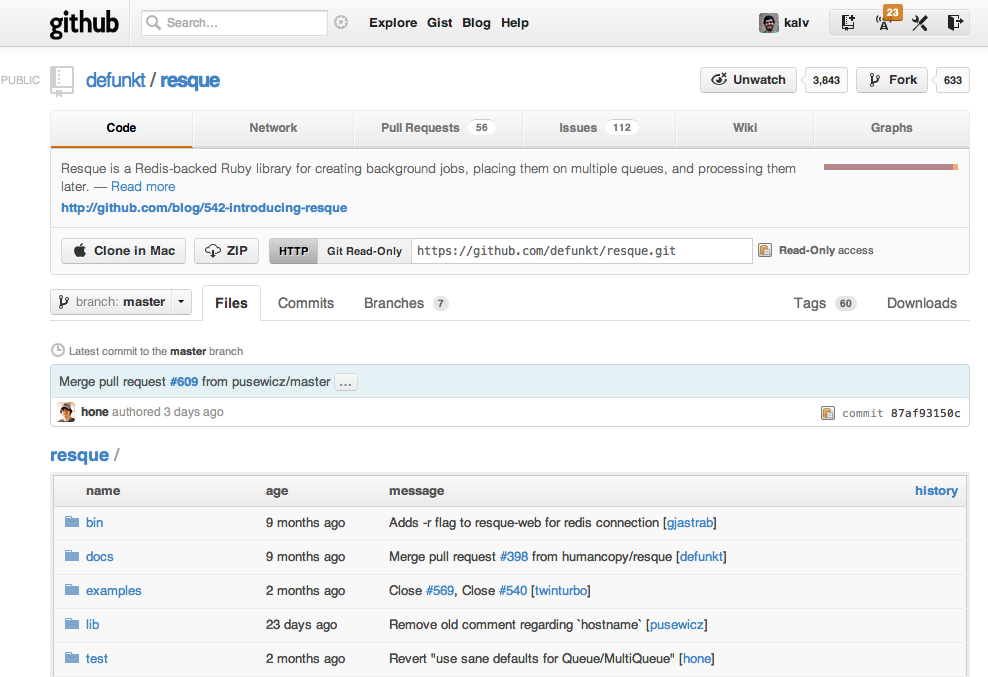 github Search... Explore Gist Blog Help kalv 23
PUBLIC defunkt / resque Unwatch 3,843 Fork 633
Code Network Pull Requests 56 Issues 112 Wiki Graphs
Resque is a Redis-backed Ruby library for creating background jobs, placing them on multiple queues, and processing them
later. — Read more
http://github.com/blog/542-introducing-resque
Clone in Mac ZIP HTTP Git Read-Only https://github.com/defunkt/resque.git Read-Only access
branch: master Files Commits Branches 7 Tags 60 Downloads
Latest commit to the master branch
Merge pull request #609 from pusewicz/master ...
hone authored 3 days ago commit 87af93150c
resque /
name age message history
bin 9 months ago Adds -r flag to resque-web for redis connection [gjastrab]
docs 9 months ago Merge pull request #398 from humancopy/resque [defunkt]
examples 2 months ago Close #569, Close #540 [twinturbo]
lib 23 days ago Remove old comment regarding `hostname` [pusewicz]
test 2 months ago Revert "use sane defaults for Queue/MultiQueue" [hone]